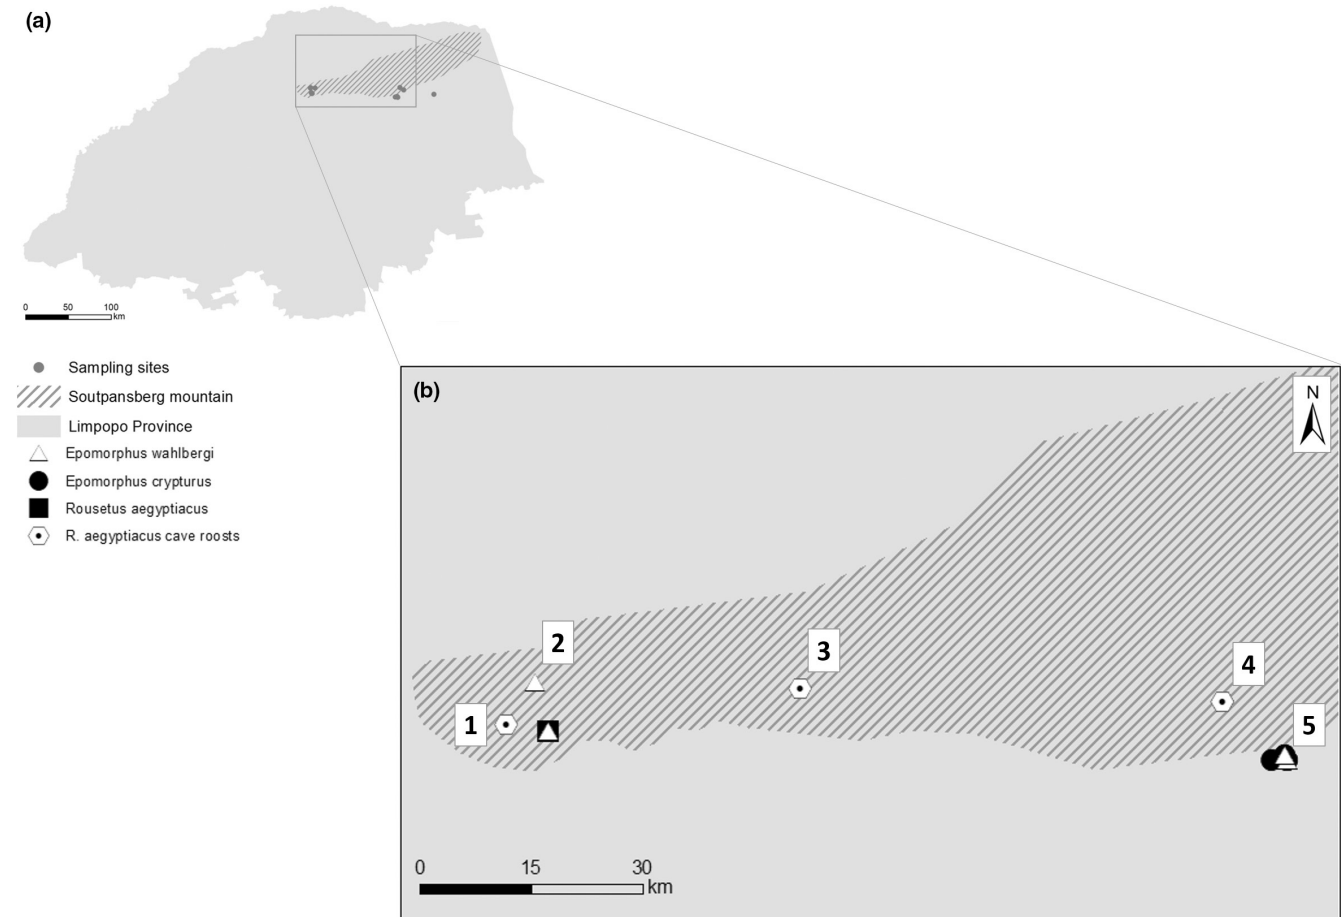 (a)
0 50 100
km
Sampling sites
Soutpansberg mountain
Limpopo Province
Epomorphus wahlbergi
Epomorphus crypturus
Rousetus aegyptiacus
R. aegyptiacus cave roosts
(b)
N
2
3
4
1
5
0 15 30
km